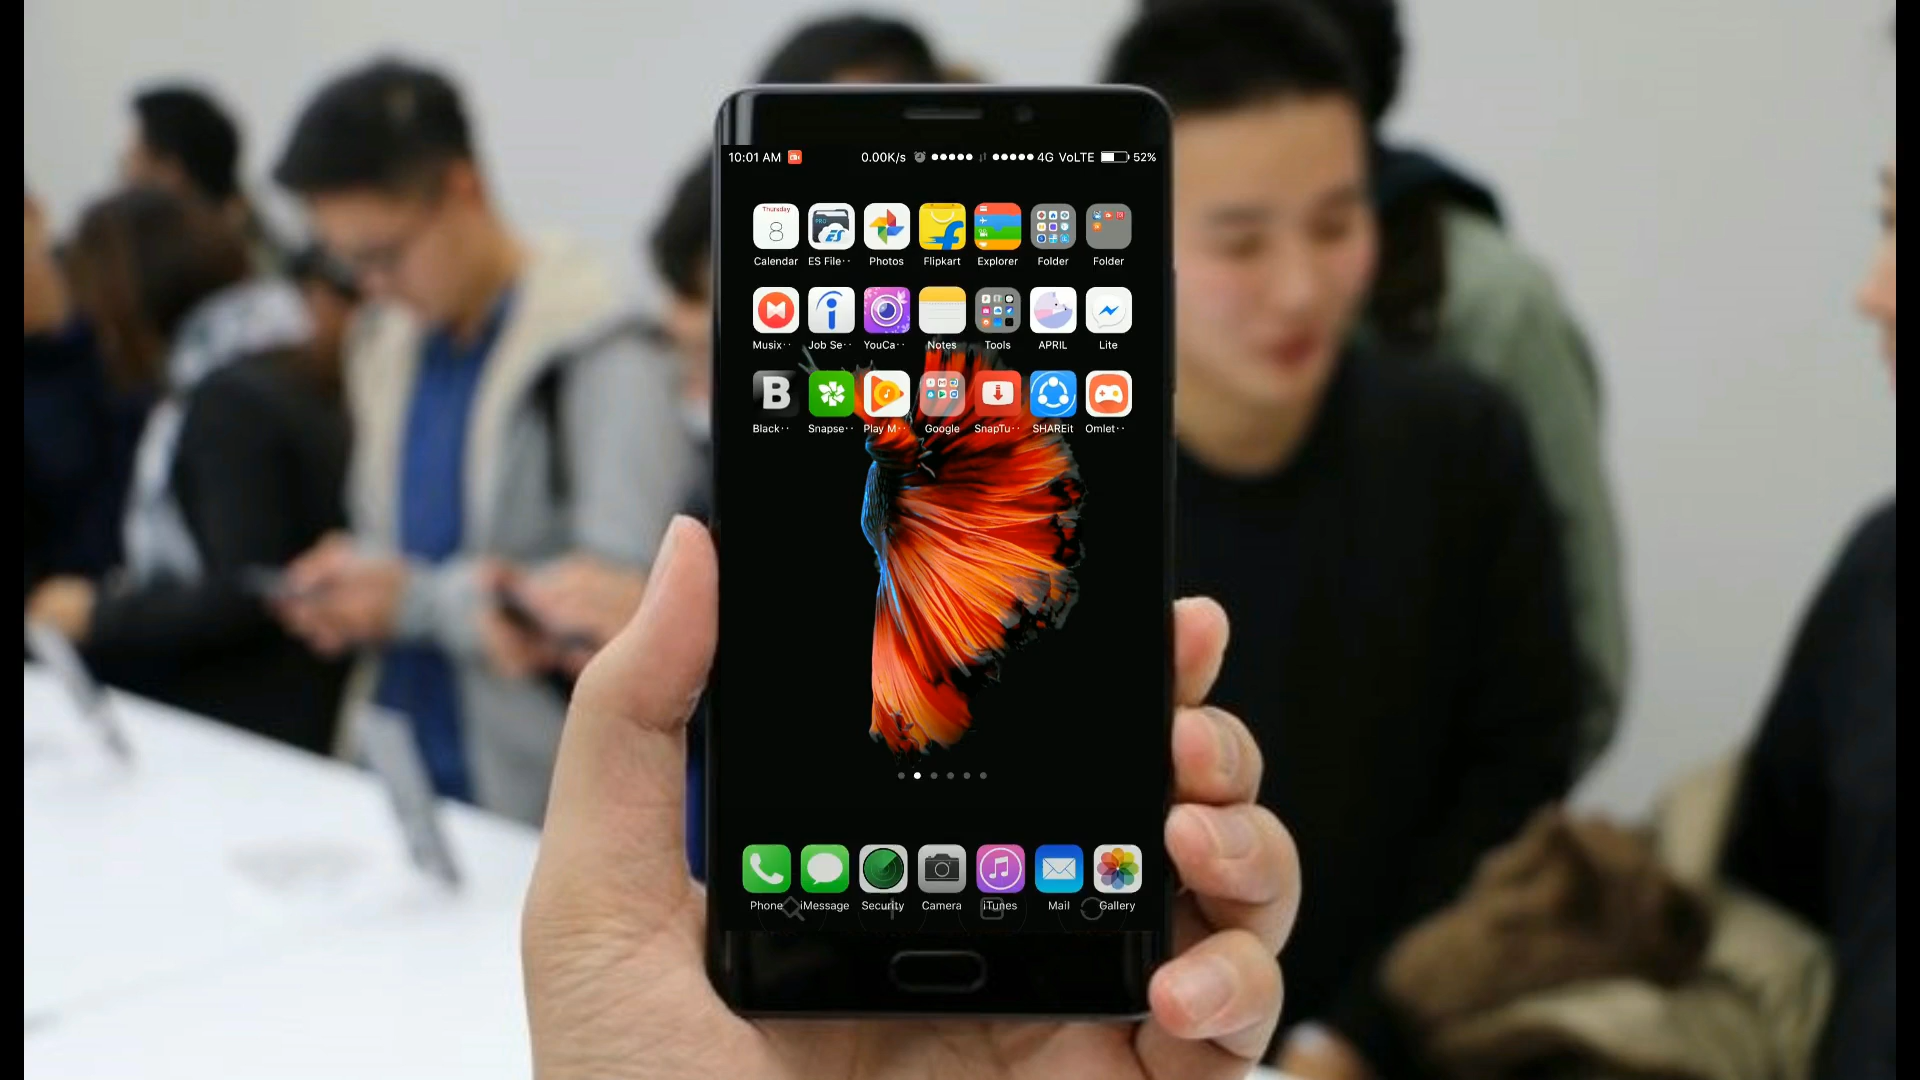 10:01 AM 0.00K/s 4G VoLTE 52%
Thursday
8
PRO
ES
Calendar ES File·· Photos Flipkart Explorer Folder Folder
Musix·· Job Se·· YouCa·· Notes Tools APRIL Lite
B
Black·· Snapse·· Play M·· Google SnapTu·· SHAREit Omlet··
Phone iMessage Security Camera iTunes Mail Gallery